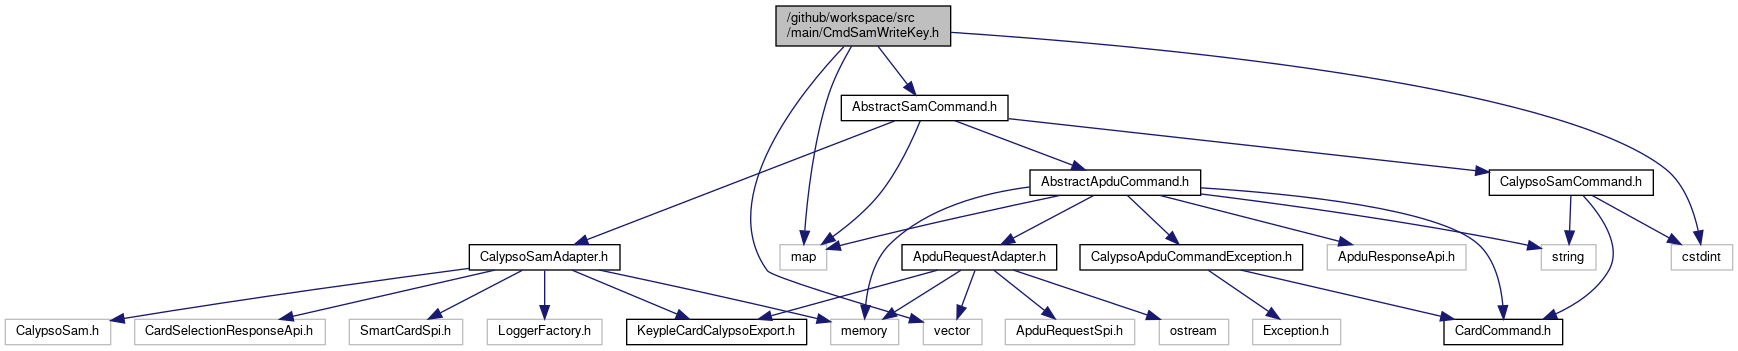 /github/workspace/src
/main/CmdSamWriteKey.h
AbstractSamCommand.h
AbstractApduCommand.h
CalypsoSamCommand.h
CalypsoSamAdapter.h
map
ApduRequestAdapter.h
CalypsoApduCommandException.h
ApduResponseApi.h
string
cstdint
CalypsoSam.h
CardSelectionResponseApi.h
SmartCardSpi.h
LoggerFactory.h
KeypleCardCalypsoExport.h
memory
vector
ApduRequestSpi.h
ostream
Exception.h
CardCommand.h